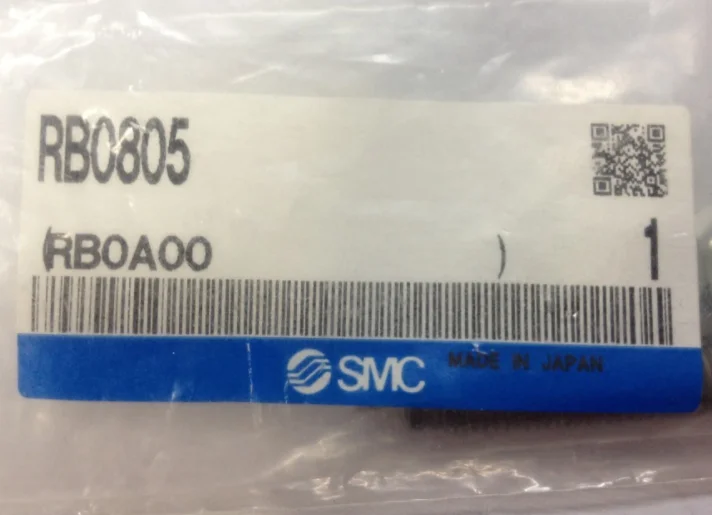 RB0805
(RB0A00 )
1
SMC
MADE IN JAPAN